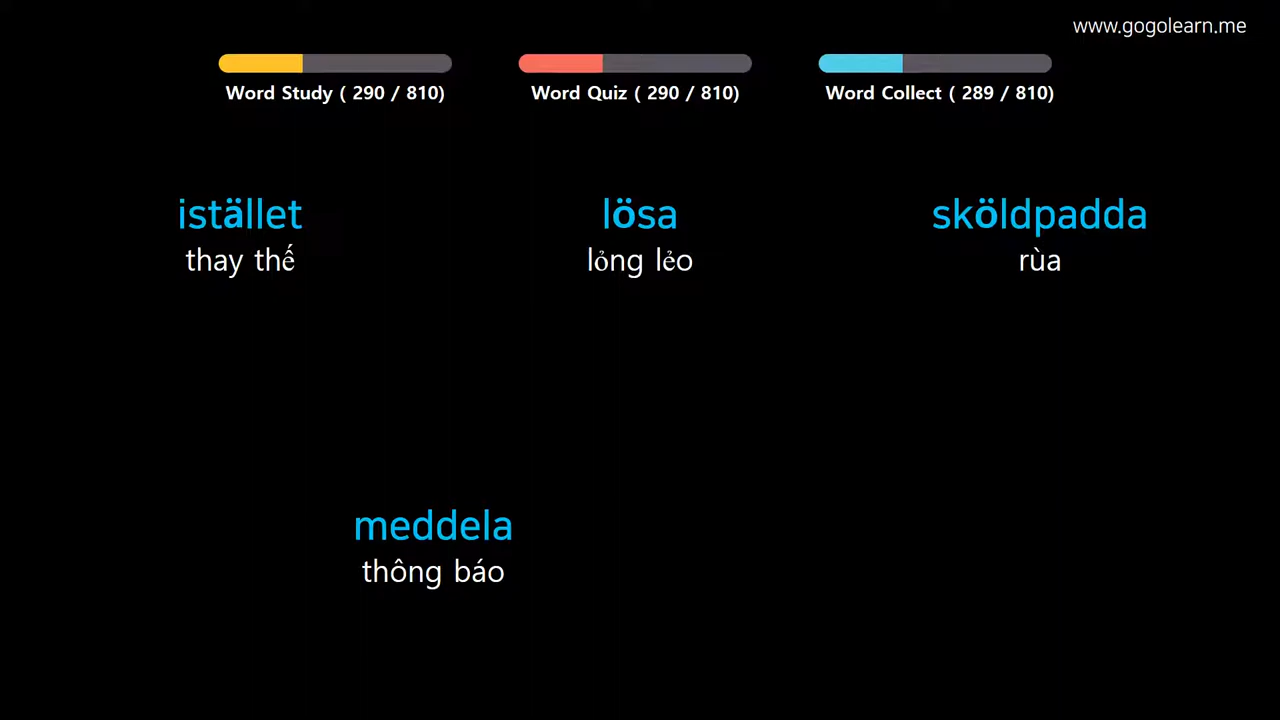 www.gogolearn.me
Word Study ( 290 / 810)
Word Quiz ( 290 / 810)
Word Collect ( 289 / 810)
istället
thay thế
lösa
lỏng lẻo
sköldpadda
rùa
meddela
thông báo